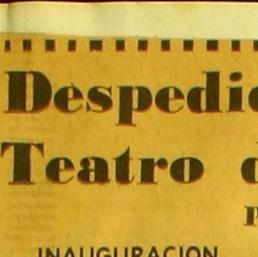 Despedi
Teatro d
P
INAUGURACION